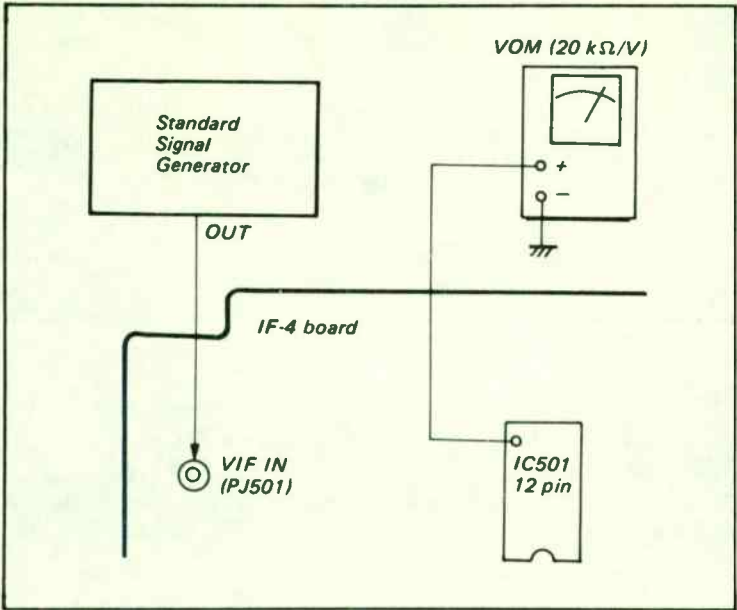 VOM (20 kΩ/V)
Standard
Signal
Generator
+
−
OUT
IF-4 board
VIF IN
(PJ501)
IC501
12 pin